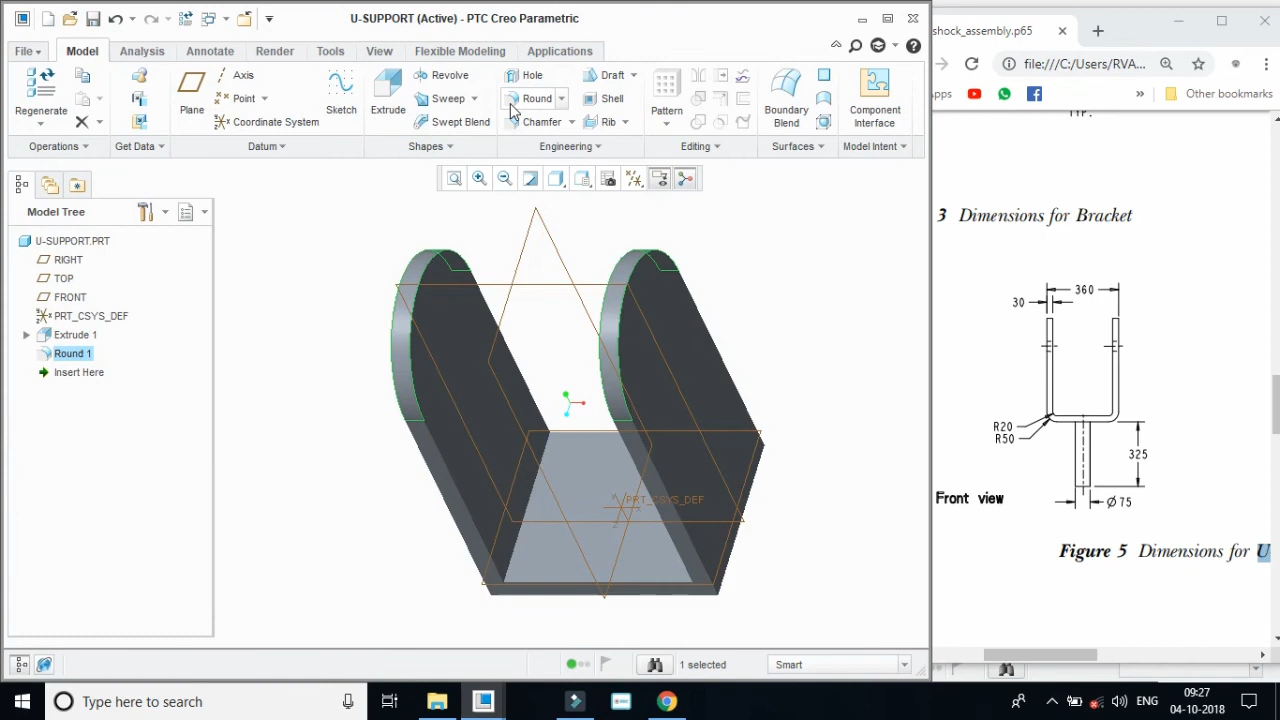 U-SUPPORT (Active) - PTC Creo Parametric
File
Model
Analysis
Annotate
Render
Tools
View
Flexible Modeling
Applications
Regenerate
Operations
Get Data
Plane
Axis
Point
Coordinate System
Sketch
Datum
Extrude
Revolve
Sweep
Swept Blend
Shapes
Hole
Round
Chamfer
Draft
Shell
Rib
Engineering
Pattern
Editing
Boundary
Blend
Surfaces
Component
Interface
Model Intent
Model Tree
U-SUPPORT.PRT
RIGHT
TOP
FRONT
PRT_CSYS_DEF
Extrude 1
Round 1
Insert Here
PRT_CSYS_DEF
Y
X
Z
1 selected
Smart
shock_assembly.p65
file:///C:/Users/RVA...
Apps
Other bookmarks
TYP.
3 Dimensions for Bracket
360
30
R20
R50
325
Ø75
Front view
Figure 5 Dimensions for U
Type here to search
ENG
09:27
04-10-2018